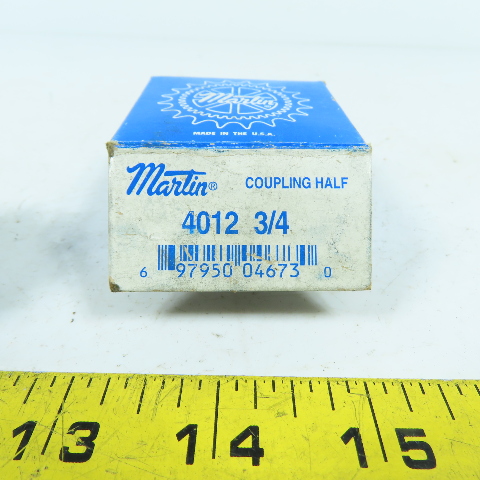 Martin
MADE IN THE U.S.A.
Martin® COUPLING HALF
4012 3/4
6 97950 04673 0
13 14 15